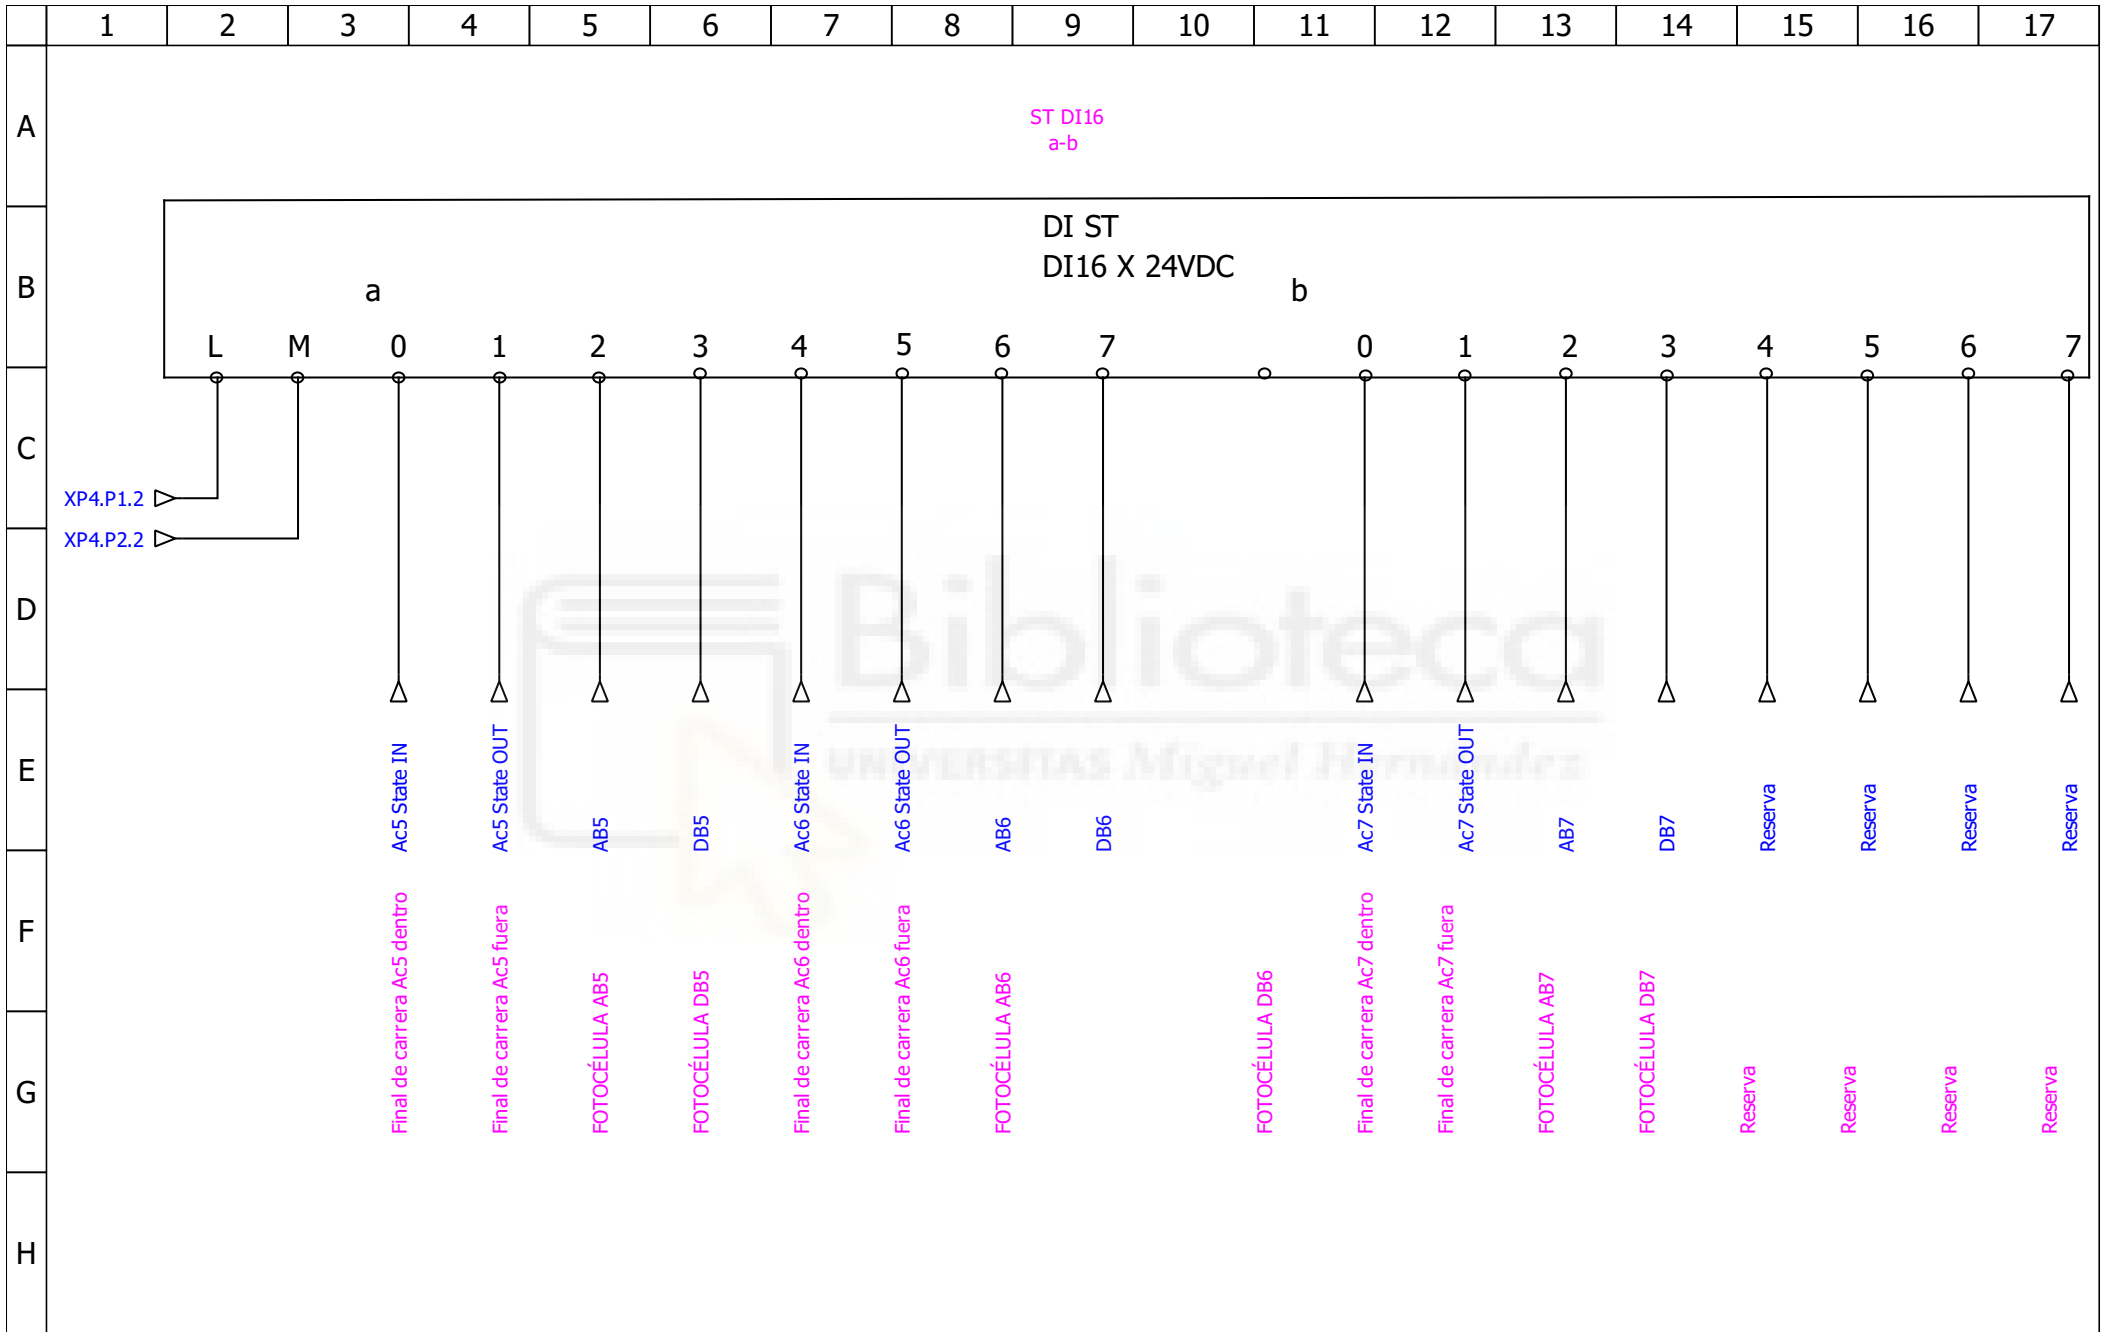 1 2 3 4 5 6 7 8 9 10 11 12 13 14 15 16 17
A
ST DI16
a-b
B
DI ST
DI16 X 24VDC
a b
L M 0 1 2 3 4 5 6 7 0 1 2 3 4 5 6 7
C
XP4.P1.2
XP4.P2.2
D
Biblioteca
UNIVERSITAS Miguel Hernández
E
Ac5 State IN
Ac5 State OUT
AB5
DB5
Ac6 State IN
Ac6 State OUT
AB6
DB6
Ac7 State IN
Ac7 State OUT
AB7
DB7
Reserva
Reserva
Reserva
Reserva
F
Final de carrera Ac5 dentro
Final de carrera Ac5 fuera
FOTOCÉLULA AB5
FOTOCÉLULA DB5
Final de carrera Ac6 dentro
Final de carrera Ac6 fuera
FOTOCÉLULA AB6
FOTOCÉLULA DB6
Final de carrera Ac7 dentro
Final de carrera Ac7 fuera
FOTOCÉLULA AB7
FOTOCÉLULA DB7
Reserva
Reserva
Reserva
Reserva
G
H